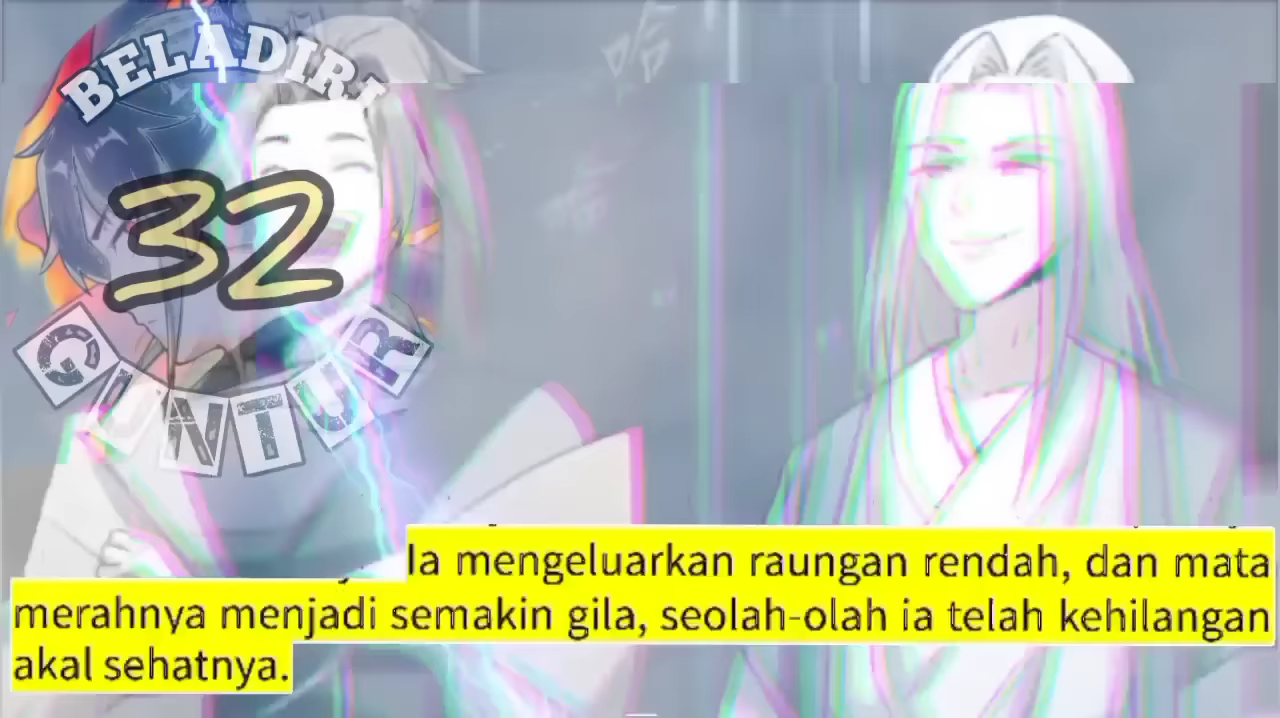 哈
BELADIRI
32
GUNTUR
Ia mengeluarkan raungan rendah, dan mata
merahnya menjadi semakin gila, seolah-olah ia telah kehilangan
akal sehatnya.